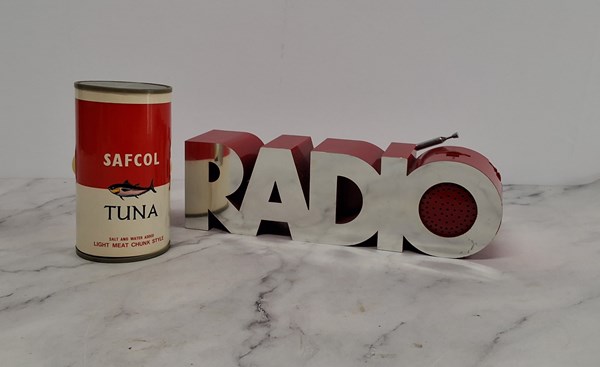 SAFCOL
TUNA
SALT AND WATER ADDED
LIGHT MEAT CHUNK STYLE
RADIO